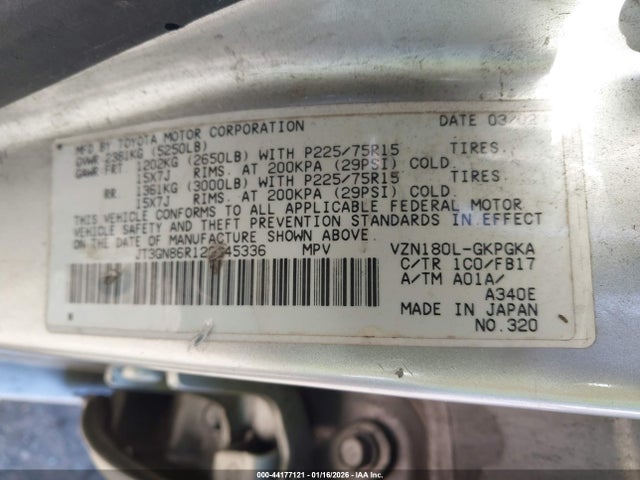 MFD BY TOYOTA MOTOR CORPORATION DATE
GVWR 2381KG (5250LB)
GAWR FRT 1202KG (2650LB) WITH P225/75R15 TIRES.
15X7J RIMS. AT 200KPA (29PSI) COLD.
RR 1361KG (3000LB) WITH P225/75R15 TIRES.
15X7J RIMS. AT 200KPA (29PSI) COLD.
THIS VEHICLE CONFORMS TO ALL APPLICABLE FEDERAL MOTOR
VEHICLE SAFETY AND THEFT PREVENTION STANDARDS IN EFFECT
ON THE DATE OF MANUFACTURE SHOWN ABOVE.
MPV VZN180L-GKPGKA
C/TR 1C0/FB17
A/TM A01A/
A340E
MADE IN JAPAN
NO.320
000-44177121 | 01/16/2026 | IAA Inc.